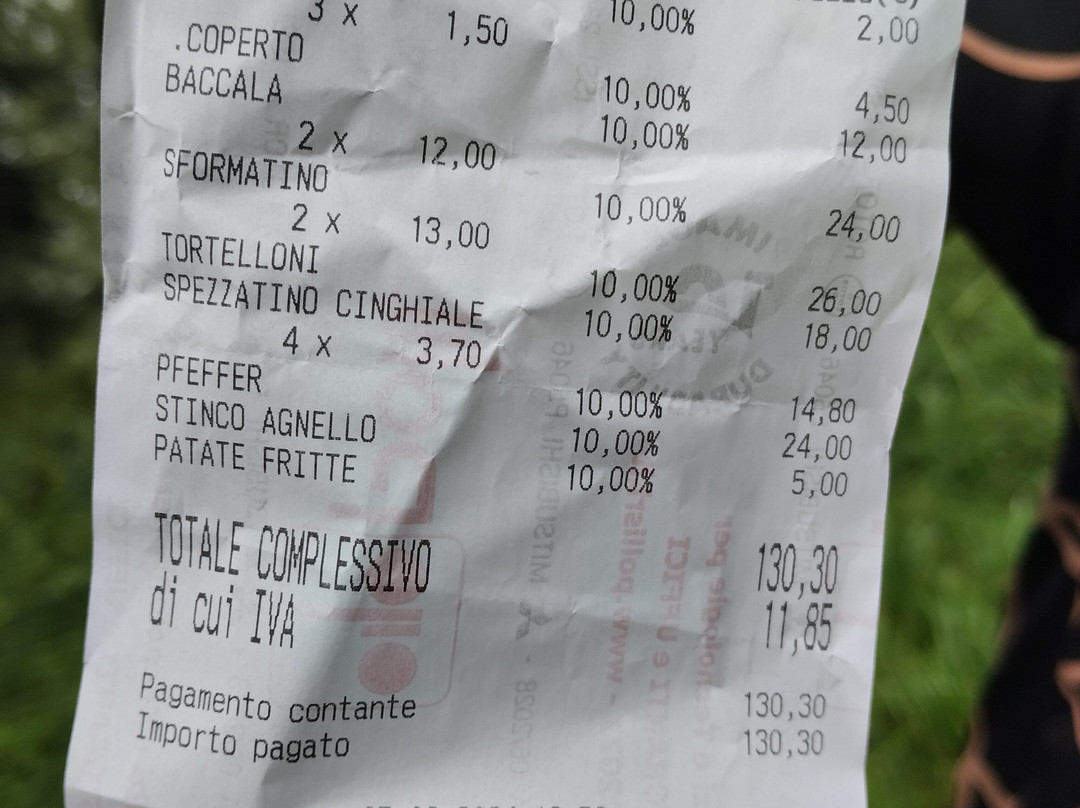 10,00% 2,00
3 x 1,50
.COPERTO 10,00% 4,50
BACCALA 10,00% 12,00
2 x 12,00
SFORMATINO 10,00% 24,00
2 x 13,00
TORTELLONI 10,00% 26,00
SPEZZATINO CINGHIALE 10,00% 18,00
4 x 3,70
PFEFFER 10,00% 14,80
STINCO AGNELLO 10,00% 24,00
PATATE FRITTE 10,00% 5,00
TOTALE COMPLESSIVO 130,30
di cui IVA 11,85
Pagamento contante 130,30
Importo pagato 130,30